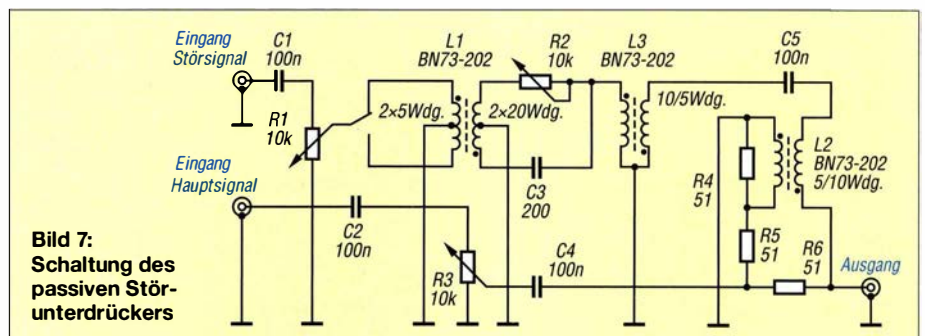 Eingang
Störsignal
C1
100n
R1
10k
L1
BN73-202
2×5Wdg.
2×20Wdg.
R2
10k
C3
200
L3
BN73-202
10/5Wdg.
C5
100n
R4
51
L2
BN73-202
5/10Wdg.
Eingang
Hauptsignal
C2
100n
R3
10k
C4
100n
R5
51
R6
51
Ausgang
Bild 7:
Schaltung des
passiven Stör-
unterdrückers